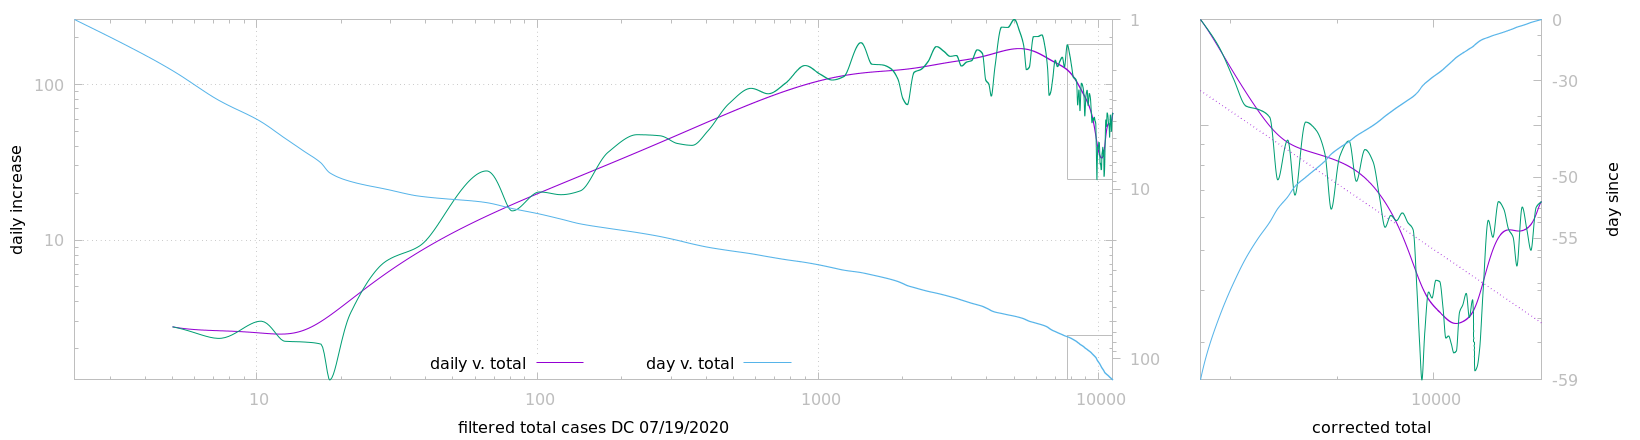 daily increase
100
10
daily v. total
day v. total
1
10
100
10
100
1000
10000
filtered total cases DC 07/19/2020
0
-30
-50
-55
-59
day since
10000
corrected total